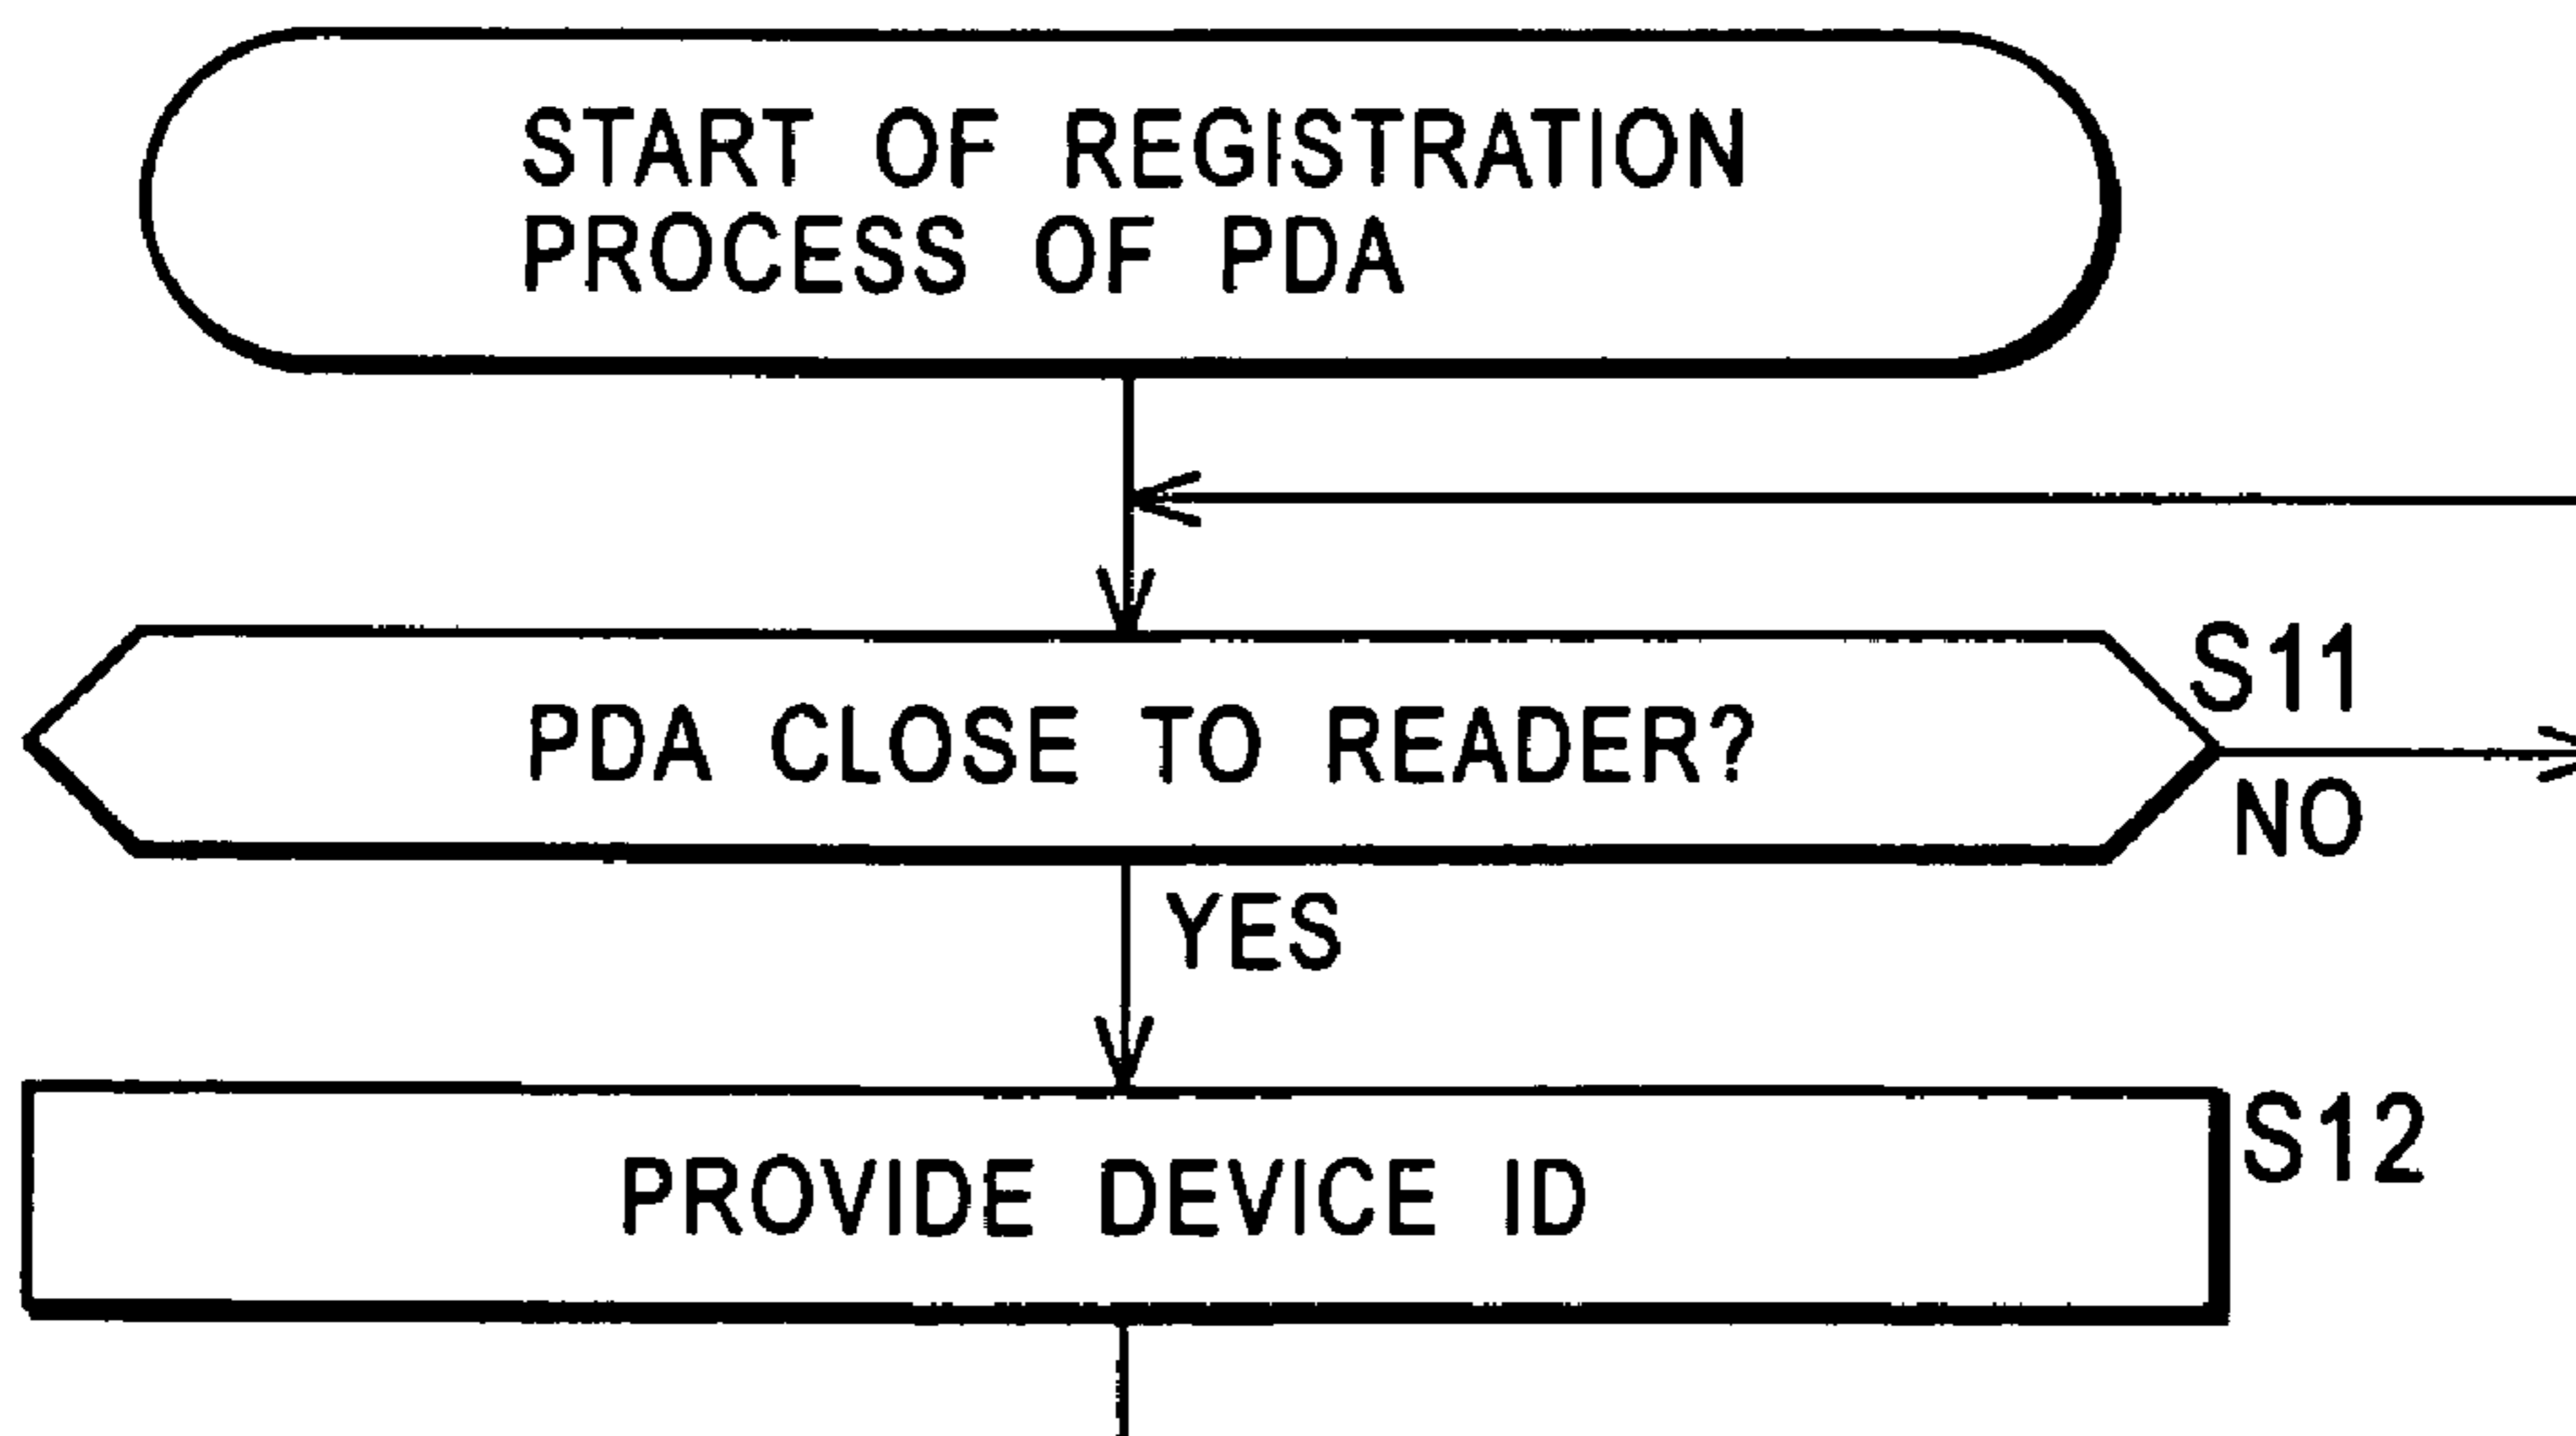 START OF REGISTRATION
PROCESS OF PDA
S11
PDA CLOSE TO READER?
NO
YES
S12
PROVIDE DEVICE ID